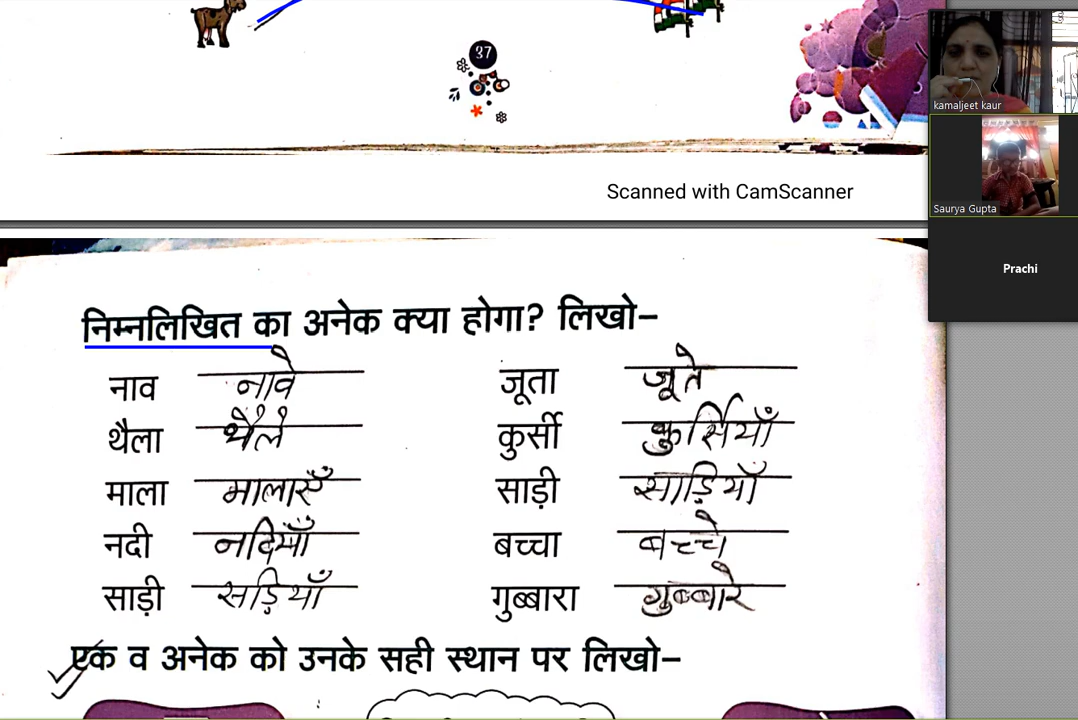 37
Scanned with CamScanner
kamaljeet kaur
Saurya Gupta
Prachi
निम्नलिखित का अनेक क्या होगा? लिखो–
नाव नावे जूता जूते
थैला थैले कुर्सी कुर्सियाँ
माला मालाएँ साड़ी साड़ियाँ
नदी नदियाँ बच्चा बच्चे
साड़ी सड़ियाँ गुब्बारा गुब्बारे
एक व अनेक को उनके सही स्थान पर लिखो–